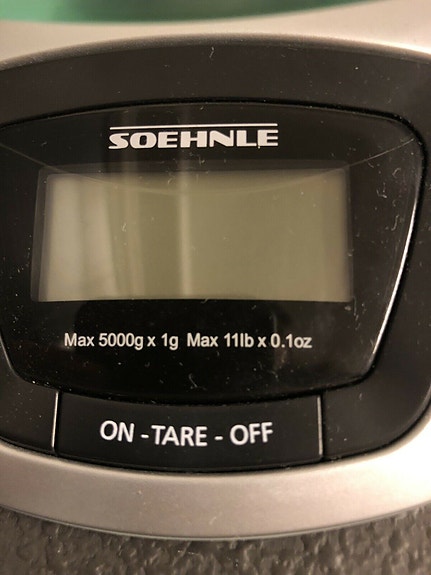 SOEHNLE
Max 5000g x 1g Max 11lb x 0.1oz
ON - TARE - OFF